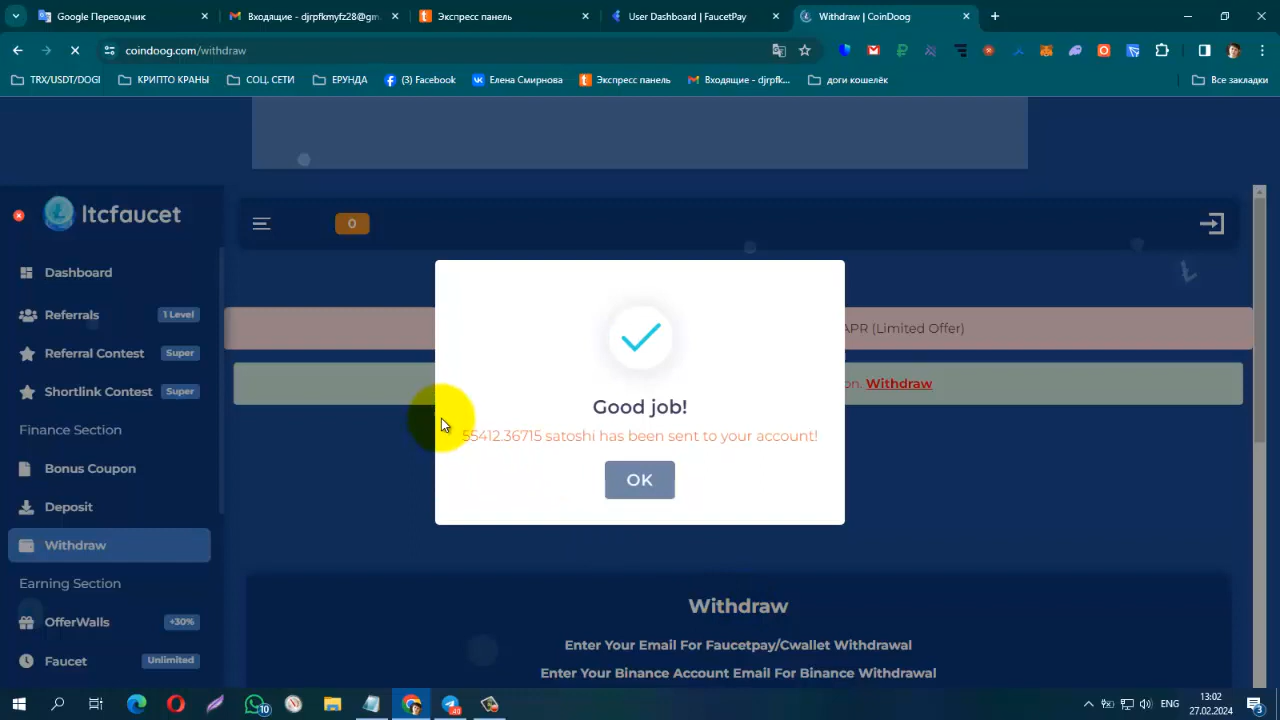 Google Переводчик
Входящие - djrpfkmyfz28@gm
Экспресс панель
User Dashboard | FaucetPay
Withdraw | CoinDoog
coindoog.com/withdraw
TRX/USDT/DOGI
КРИПТО КРАНЫ
СОЦ. СЕТИ
ЕРУНДА
(3) Facebook
Елена Смирнова
Экспресс панель
Входящие - djrpfk...
доги кошелёк
Все закладки
ltcfaucet
0
Dashboard
Referrals
1 Level
APR (Limited Offer)
Referral Contest
Super
on. Withdraw
Shortlink Contest
Super
Good job!
Finance Section
55412.36715 satoshi has been sent to your account!
Bonus Coupon
OK
Deposit
Withdraw
Earning Section
Withdraw
OfferWalls
+30%
Enter Your Email For Faucetpay/Cwallet Withdrawal
Faucet
Unlimited
Enter Your Binance Account Email For Binance Withdrawal
10
49
ENG
13:02
27.02.2024
3